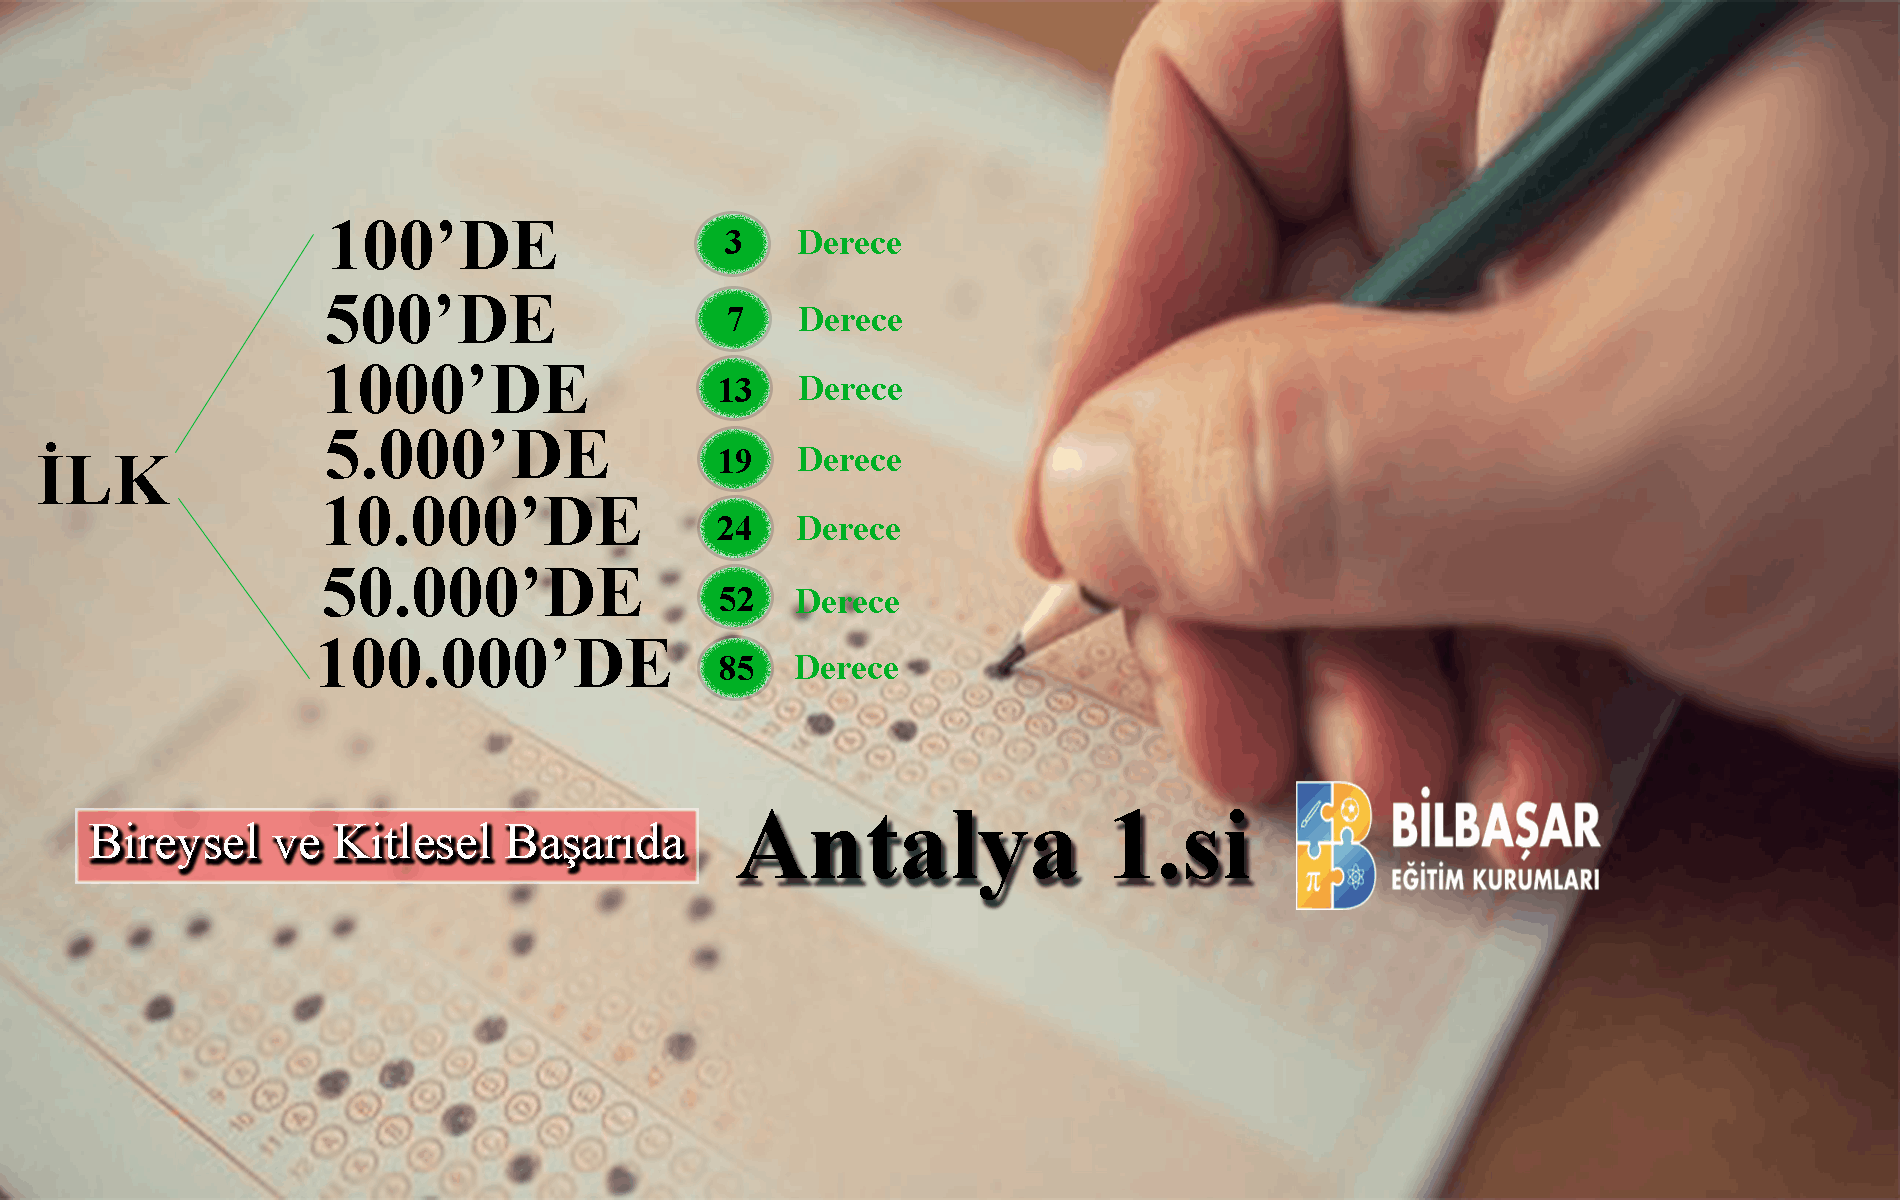 İLK
100’DE 3 Derece
500’DE 7 Derece
1000’DE 13 Derece
5.000’DE 19 Derece
10.000’DE 24 Derece
50.000’DE 52 Derece
100.000’DE 85 Derece
Bireysel ve Kitlesel Başarıda Antalya 1.si
BİLBAŞAR
EĞİTİM KURUMLARI